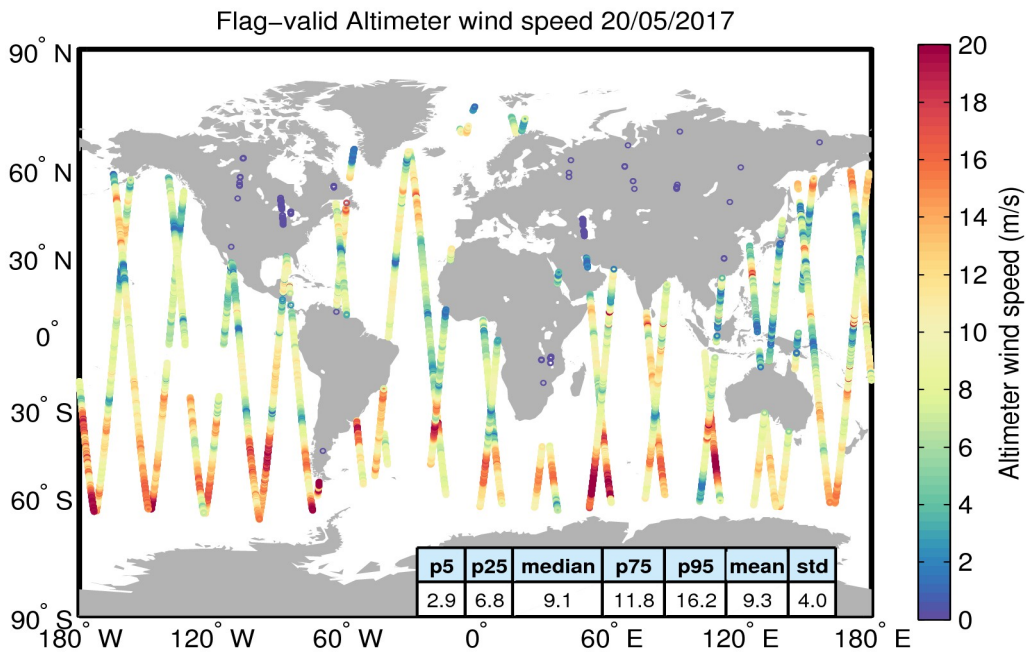 Flag−valid Altimeter wind speed 20/05/2017
90° N
60° N
30° N
0°
30° S
60° S
90° S
180° W
120° W
60° W
0°
60° E
120° E
180° E
p5 p25 median p75 p95 mean std
2.9 6.8 9.1 11.8 16.2 9.3 4.0
20
18
16
14
12
10
8
6
4
2
0
Altimeter wind speed (m/s)